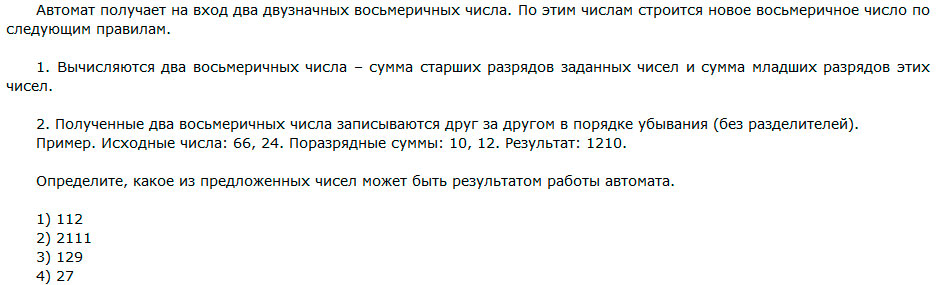 Автомат получает на вход два двузначных восьмеричных числа. По этим числам строится новое восьмеричное число по
следующим правилам.
1. Вычисляются два восьмеричных числа – сумма старших разрядов заданных чисел и сумма младших разрядов этих
чисел.
2. Полученные два восьмеричных числа записываются друг за другом в порядке убывания (без разделителей).
Пример. Исходные числа: 66, 24. Поразрядные суммы: 10, 12. Результат: 1210.
Определите, какое из предложенных чисел может быть результатом работы автомата.
1) 112
2) 2111
3) 129
4) 27